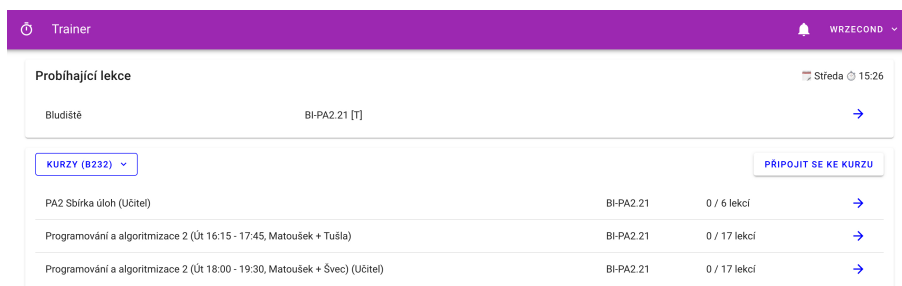 Trainer WRZECOND
Probíhající lekce Středa 15:26
Bludiště BI-PA2.21 [T]
KURZY (B232) PŘIPOJIT SE KE KURZU
PA2 Sbírka úloh (Učitel) BI-PA2.21 0 / 6 lekcí
Programování a algoritmizace 2 (Út 16:15 - 17:45, Matoušek + Tušla) BI-PA2.21 0 / 17 lekcí
Programování a algoritmizace 2 (Út 18:00 - 19:30, Matoušek + Švec) (Učitel) BI-PA2.21 0 / 17 lekcí